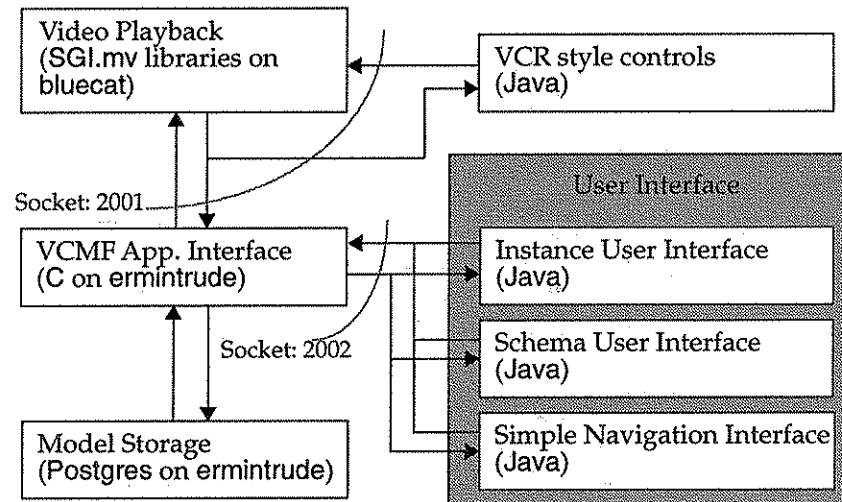 Video Playback
(SGI.mv libraries on
bluecat)
VCR style controls
(Java)
Socket: 2001
User Interface
VCMF App. Interface
(C on ermintrude)
Instance User Interface
(Java)
Socket: 2002
Schema User Interface
(Java)
Model Storage
(Postgres on ermintrude)
Simple Navigation Interface
(Java)